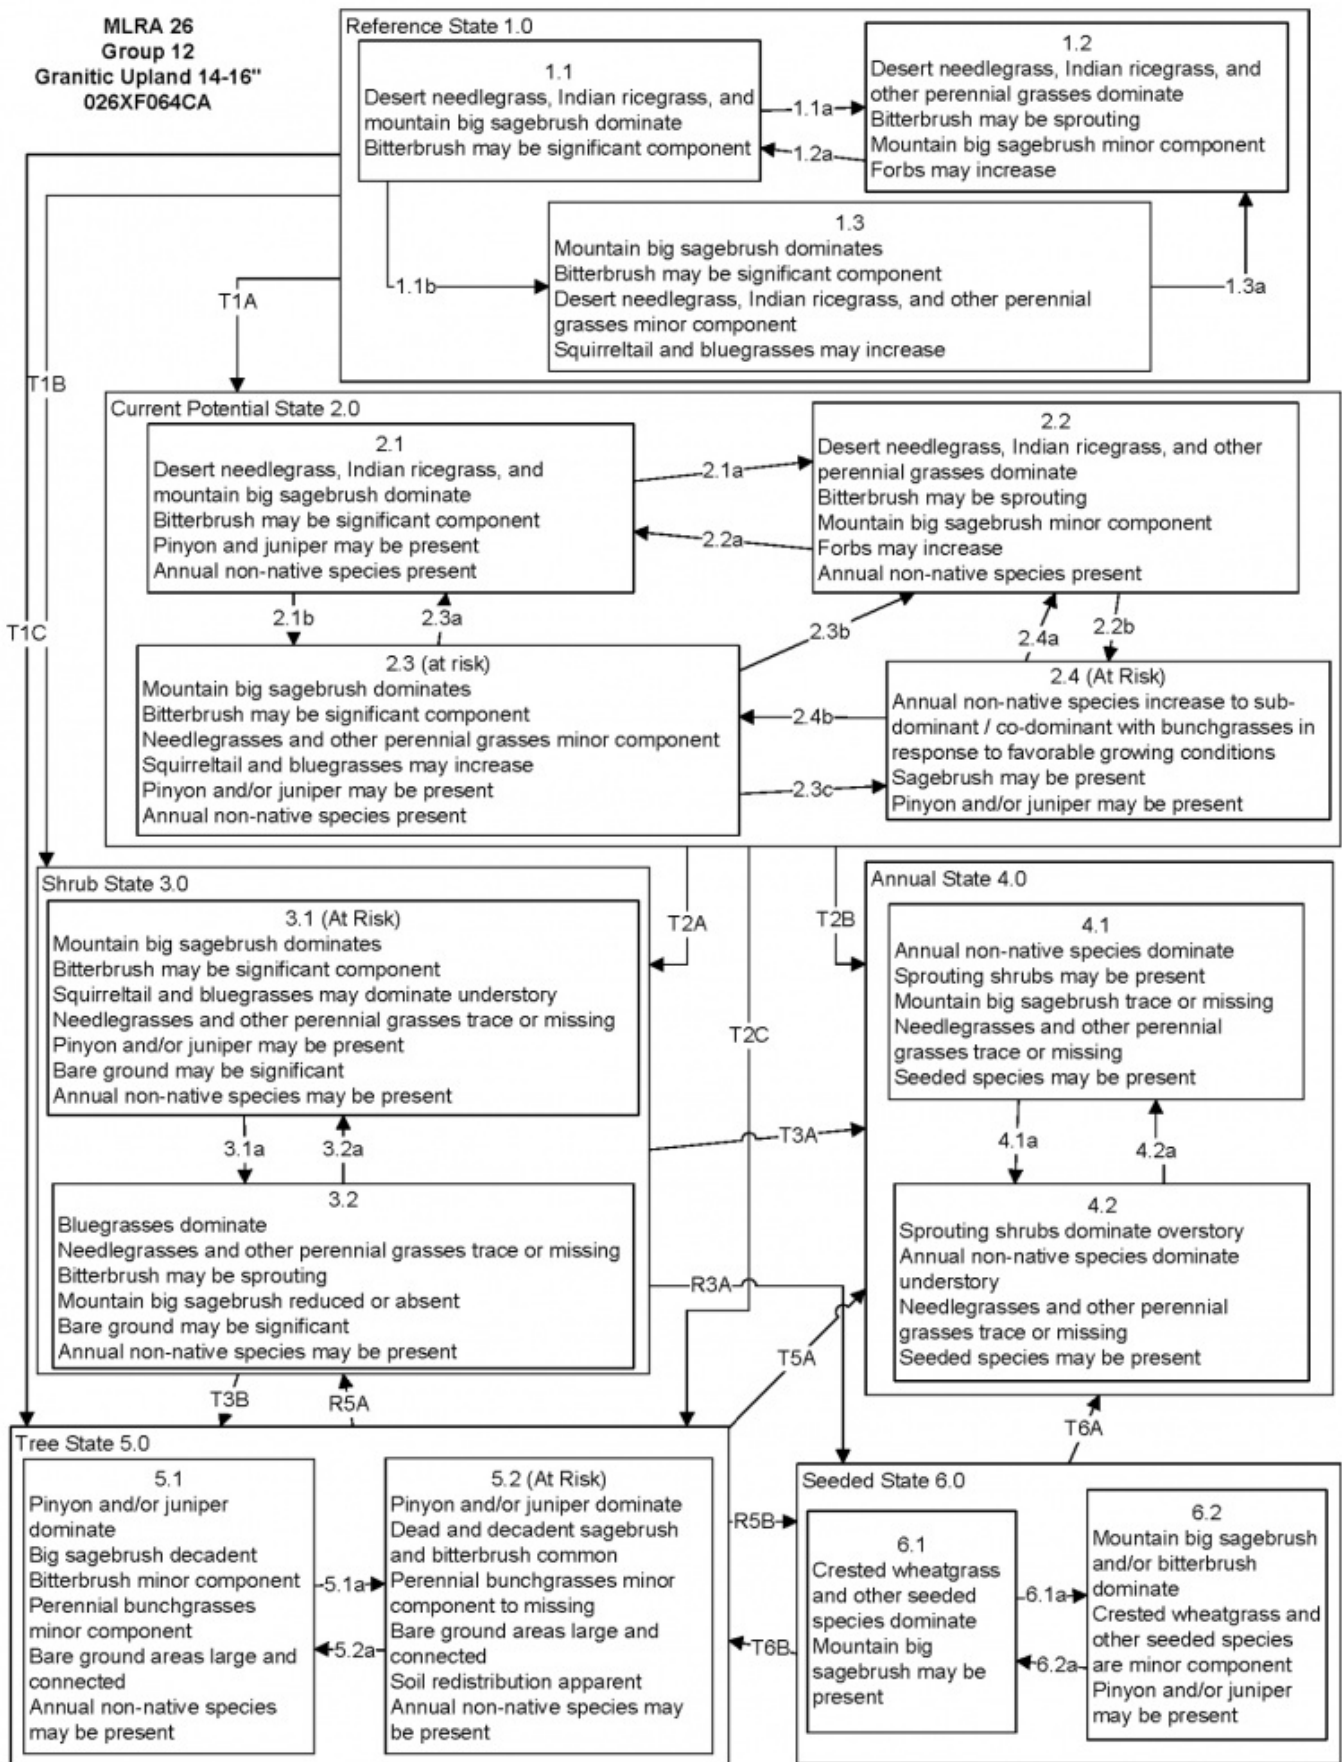 MLRA 26
Group 12
Granitic Upland 14-16"
026XF064CA
Reference State 1.0
1.1
Desert needlegrass, Indian ricegrass, and
mountain big sagebrush dominate
Bitterbrush may be significant component
1.1a
1.2a
1.2
Desert needlegrass, Indian ricegrass, and
other perennial grasses dominate
Bitterbrush may be sprouting
Mountain big sagebrush minor component
Forbs may increase
1.1b
1.3
Mountain big sagebrush dominates
Bitterbrush may be significant component
Desert needlegrass, Indian ricegrass, and other perennial
grasses minor component
Squirreltail and bluegrasses may increase
1.3a
T1A
T1B
T1C
Current Potential State 2.0
2.1
Desert needlegrass, Indian ricegrass, and
mountain big sagebrush dominate
Bitterbrush may be significant component
Pinyon and juniper may be present
Annual non-native species present
2.1a
2.2a
2.2
Desert needlegrass, Indian ricegrass, and other
perennial grasses dominate
Bitterbrush may be sprouting
Mountain big sagebrush minor component
Forbs may increase
Annual non-native species present
2.1b
2.3a
2.3b
2.4a
2.2b
2.3 (at risk)
Mountain big sagebrush dominates
Bitterbrush may be significant component
Needlegrasses and other perennial grasses minor component
Squirreltail and bluegrasses may increase
Pinyon and/or juniper may be present
Annual non-native species present
2.4b
2.3c
2.4 (At Risk)
Annual non-native species increase to sub-
dominant / co-dominant with bunchgrasses in
response to favorable growing conditions
Sagebrush may be present
Pinyon and/or juniper may be present
T2A
T2B
T2C
Shrub State 3.0
3.1 (At Risk)
Mountain big sagebrush dominates
Bitterbrush may be significant component
Squirreltail and bluegrasses may dominate understory
Needlegrasses and other perennial grasses trace or missing
Pinyon and/or juniper may be present
Bare ground may be significant
Annual non-native species may be present
3.1a
3.2a
3.2
Bluegrasses dominate
Needlegrasses and other perennial grasses trace or missing
Bitterbrush may be sprouting
Mountain big sagebrush reduced or absent
Bare ground may be significant
Annual non-native species may be present
T3A
R3A
Annual State 4.0
4.1
Annual non-native species dominate
Sprouting shrubs may be present
Mountain big sagebrush trace or missing
Needlegrasses and other perennial
grasses trace or missing
Seeded species may be present
4.1a
4.2a
4.2
Sprouting shrubs dominate overstory
Annual non-native species dominate
understory
Needlegrasses and other perennial
grasses trace or missing
Seeded species may be present
T3B
R5A
T5A
T6A
Tree State 5.0
5.1
Pinyon and/or juniper
dominate
Big sagebrush decadent
Bitterbrush minor component
Perennial bunchgrasses
minor component
Bare ground areas large and
connected
Annual non-native species
may be present
5.1a
5.2a
5.2 (At Risk)
Pinyon and/or juniper dominate
Dead and decadent sagebrush
and bitterbrush common
Perennial bunchgrasses minor
component to missing
Bare ground areas large and
connected
Soil redistribution apparent
Annual non-native species may
be present
R5B
T6B
Seeded State 6.0
6.1
Crested wheatgrass
and other seeded
species dominate
Mountain big
sagebrush may be
present
6.1a
6.2a
6.2
Mountain big sagebrush
and/or bitterbrush
dominate
Crested wheatgrass and
other seeded species
are minor component
Pinyon and/or juniper
may be present